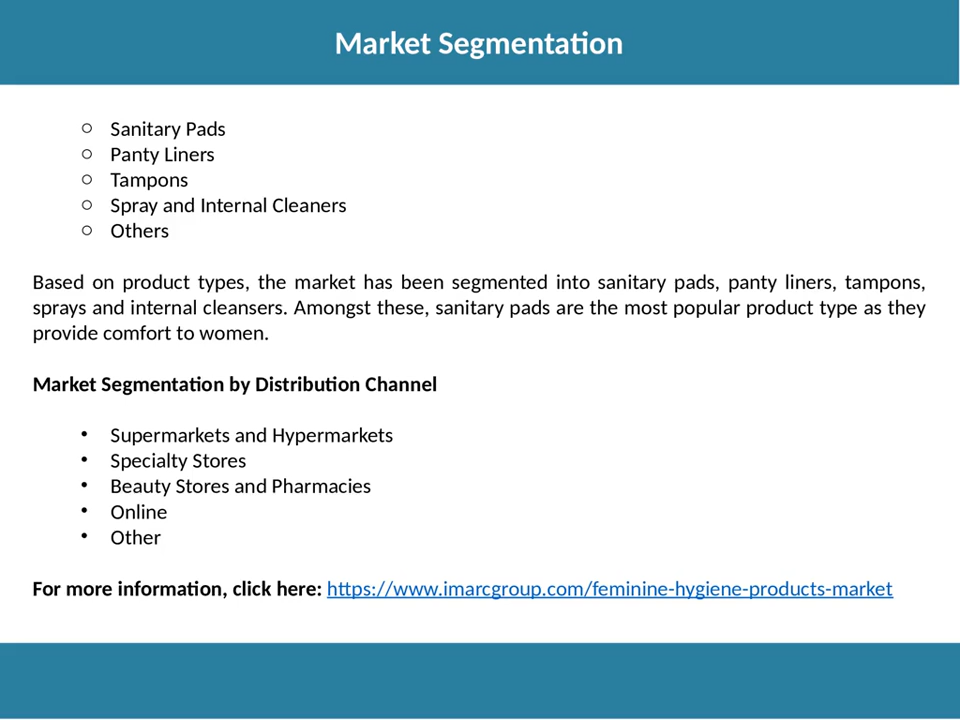 Market Segmentation
○ Sanitary Pads
○ Panty Liners
○ Tampons
○ Spray and Internal Cleaners
○ Others
Based on product types, the market has been segmented into sanitary pads, panty liners, tampons,
sprays and internal cleansers. Amongst these, sanitary pads are the most popular product type as they
provide comfort to women.
Market Segmentation by Distribution Channel
• Supermarkets and Hypermarkets
• Specialty Stores
• Beauty Stores and Pharmacies
• Online
• Other
For more information, click here: https://www.imarcgroup.com/feminine-hygiene-products-market